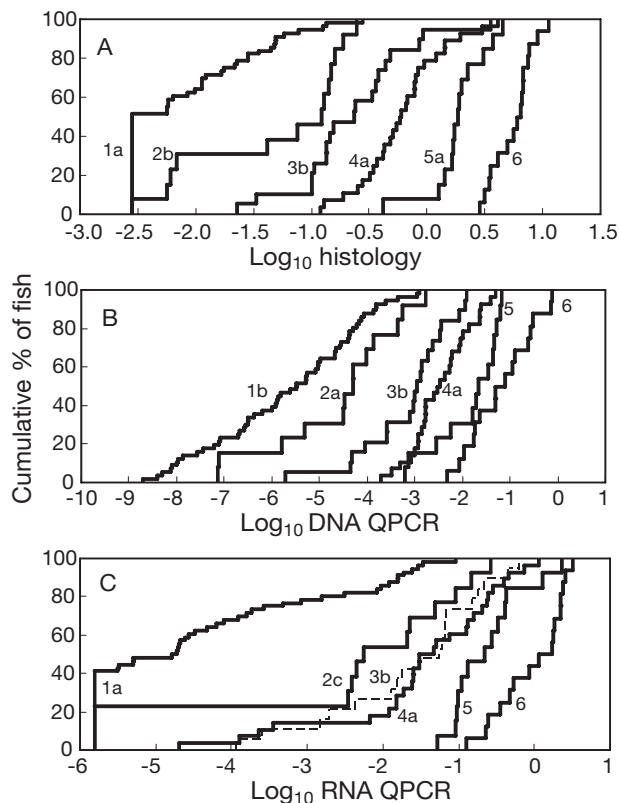 A
100
80
60
40
20
0
1a
2b
3b
4a
5a
6
-3.0 -2.5 -2.0 -1.5 -1.0 -0.5 0.0 0.5 1.0 1.5
Log10 histology
Cumulative % of fish
B
100
80
60
40
20
0
1b
2a
3b
4a
5
6
-10 -9 -8 -7 -6 -5 -4 -3 -2 -1 0 1
Log10 DNA QPCR
C
100
80
60
40
20
0
1a
2c
3b
4a
5
6
-6 -5 -4 -3 -2 -1 0 1
Log10 RNA QPCR